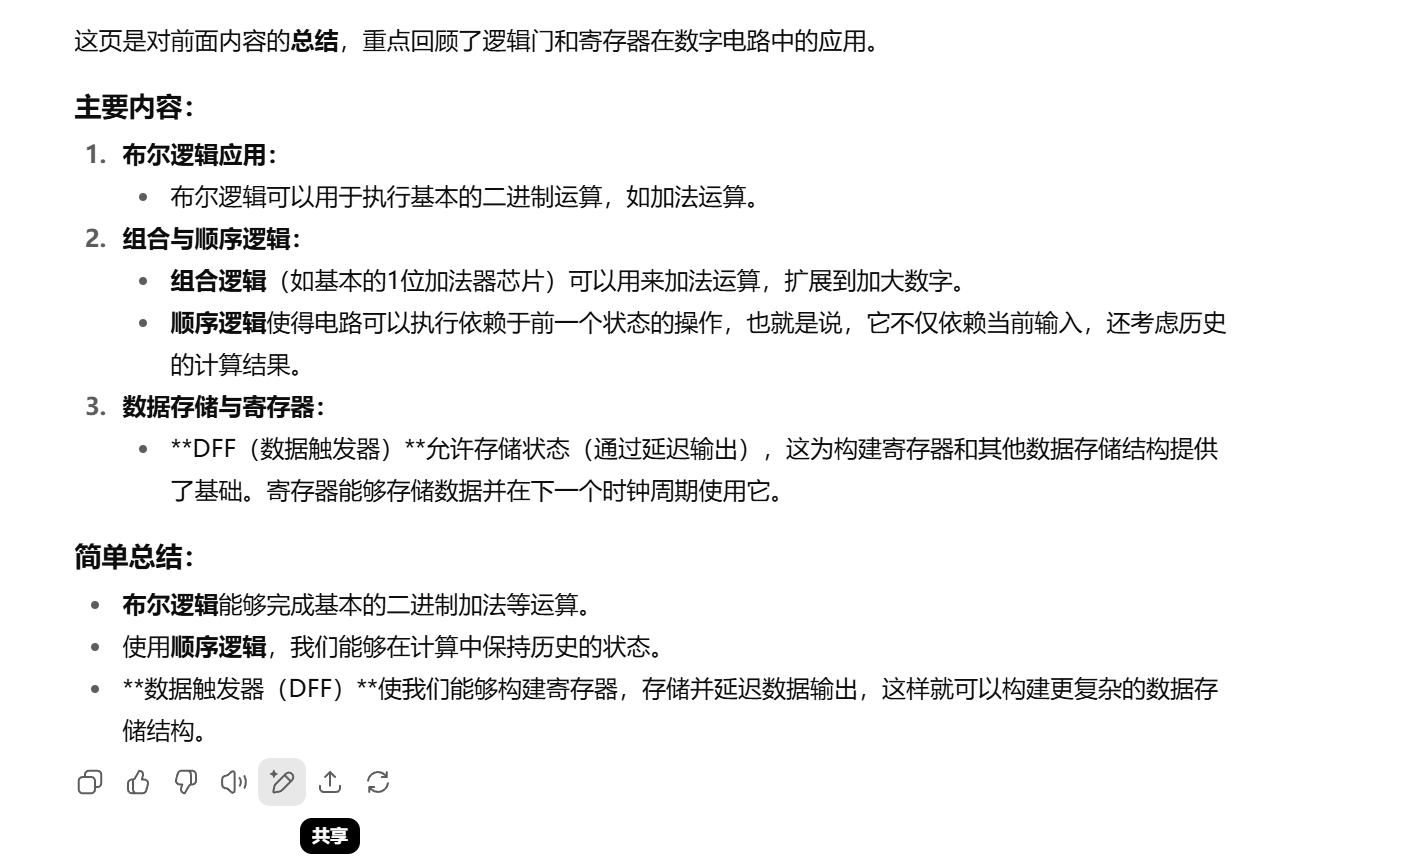 这页是对前面内容的总结，重点回顾了逻辑门和寄存器在数字电路中的应用。
主要内容：
1. 布尔逻辑应用：
• 布尔逻辑可以用于执行基本的二进制运算，如加法运算。
2. 组合与顺序逻辑：
• 组合逻辑（如基本的1位加法器芯片）可以用来加法运算，扩展到加大数字。
• 顺序逻辑使得电路可以执行依赖于前一个状态的操作，也就是说，它不仅依赖当前输入，还考虑历史
的计算结果。
3. 数据存储与寄存器：
• **DFF（数据触发器）**允许存储状态（通过延迟输出），这为构建寄存器和其他数据存储结构提供
了基础。寄存器能够存储数据并在下一个时钟周期使用它。
简单总结：
• 布尔逻辑能够完成基本的二进制加法等运算。
• 使用顺序逻辑，我们能够在计算中保持历史的状态。
• **数据触发器（DFF）**使我们能够构建寄存器，存储并延迟数据输出，这样就可以构建更复杂的数据存
储结构。
共享